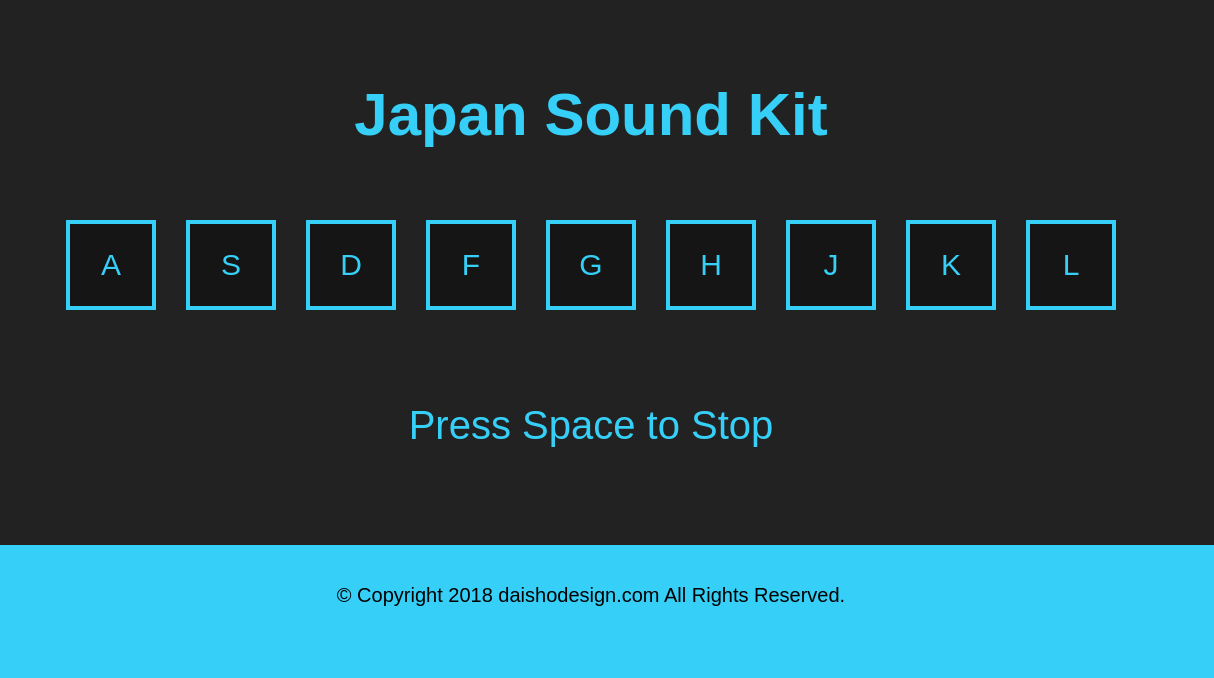 Japan Sound Kit
A S D F G H J K L
Press Space to Stop
© Copyright 2018 daishodesign.com All Rights Reserved.